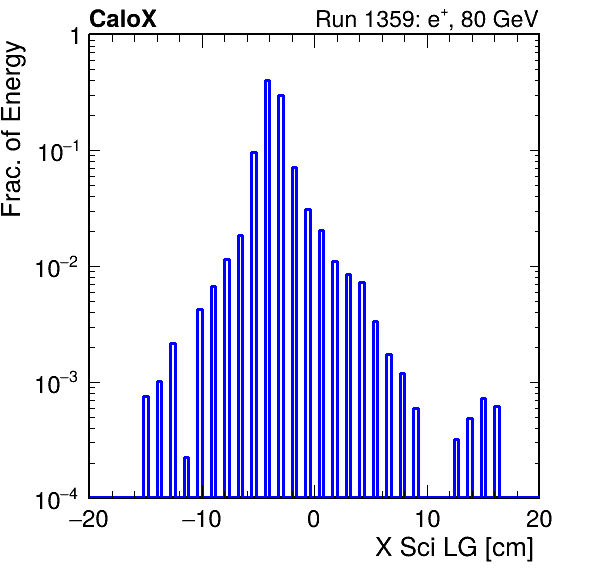 CaloX Run 1359: e⁺, 80 GeV
Frac. of Energy
1
10⁻¹
10⁻²
10⁻³
10⁻⁴
−20 −10 0 10 20
X Sci LG [cm]